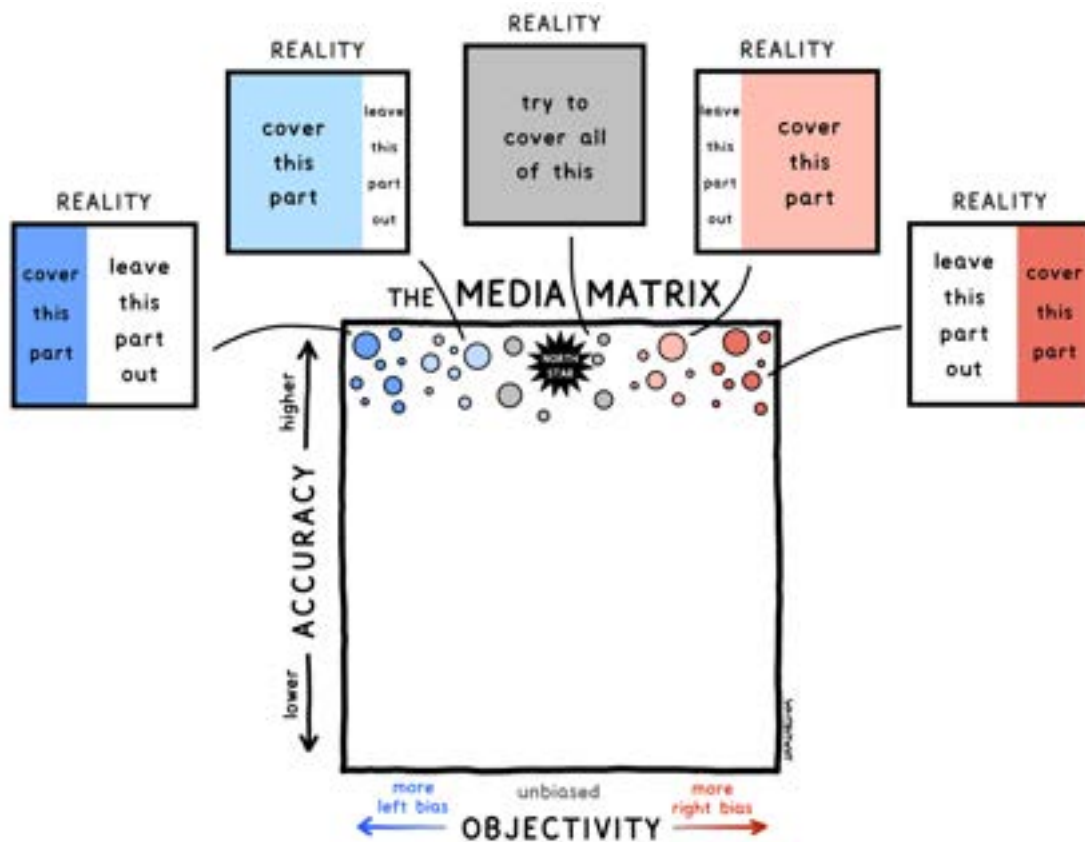 REALITY
try to
cover all
of this
REALITY
cover
this
part
leave
this
part
out
REALITY
leave
this
part
out
cover
this
part
REALITY
cover
this
part
leave
this
part
out
REALITY
leave
this
part
out
cover
this
part
THE MEDIA MATRIX
NORTH
STAR
higher
ACCURACY
lower
more
left bias
unbiased
more
right bias
OBJECTIVITY